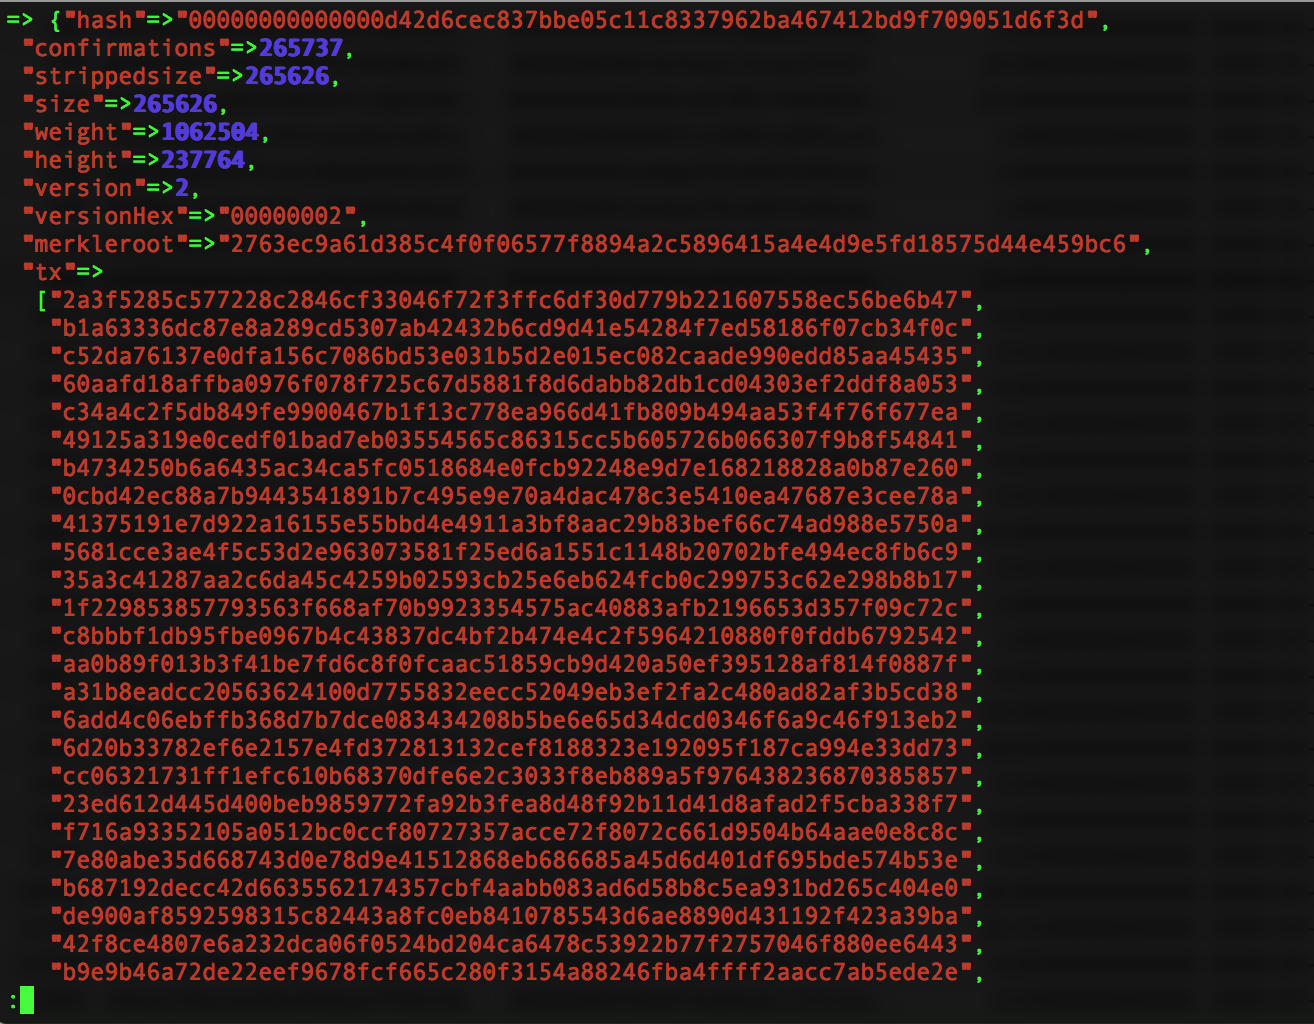 => {"hash"=>"00000000000000d42d6cec837bbe05c11c8337962ba467412bd9f709051d6f3d",
"confirmations"=>265737,
"strippedsize"=>265626,
"size"=>265626,
"weight"=>1062504,
"height"=>237764,
"version"=>2,
"versionHex"=>"00000002",
"merkleroot"=>"2763ec9a61d385c4f0f06577f8894a2c5896415a4e4d9e5fd18575d44e459bc6",
"tx"=>
["2a3f5285c577228c2846cf33046f72f3ffc6df30d779b221607558ec56be6b47",
"b1a63336dc87e8a289cd5307ab42432b6cd9d41e54284f7ed58186f07cb34f0c",
"c52da76137e0dfa156c7086bd53e031b5d2e015ec082caade990edd85aa45435",
"60aafd18affba0976f078f725c67d5881f8d6dabb82db1cd04303ef2ddf8a053",
"c34a4c2f5db849fe9900467b1f13c778ea966d41fb809b494aa53f4f76f677ea",
"49125a319e0cedf01bad7eb03554565c86315cc5b605726b066307f9b8f54841",
"b4734250b6a6435ac34ca5fc0518684e0fcb92248e9d7e168218828a0b87e260",
"0cbd42ec88a7b9443541891b7c495e9e70a4dac478c3e5410ea47687e3cee78a",
"41375191e7d922a16155e55bbd4e4911a3bf8aac29b83bef66c74ad988e5750a",
"5681cce3ae4f5c53d2e963073581f25ed6a1551c1148b20702bfe494ec8fb6c9",
"35a3c41287aa2c6da45c4259b02593cb25e6eb624fcb0c299753c62e298b8b17",
"1f229853857793563f668af70b9923354575ac40883afb2196653d357f09c72c",
"c8bbbf1db95fbe0967b4c43837dc4bf2b474e4c2f5964210880f0fddb6792542",
"aa0b89f013b3f41be7fd6c8f0fcaac51859cb9d420a50ef395128af814f0887f",
"a31b8eadcc20563624100d7755832eecc52049eb3ef2fa2c480ad82af3b5cd38",
"6add4c06ebffb368d7b7dce083434208b5be6e65d34dcd0346f6a9c46f913eb2",
"6d20b33782ef6e2157e4fd372813132cef8188323e192095f187ca994e33dd73",
"cc06321731ff1efc610b68370dfe6e2c3033f8eb889a5f976438236870385857",
"23ed612d445d400beb9859772fa92b3fea8d48f92b11d41d8afad2f5cba338f7",
"f716a93352105a0512bc0ccf80727357acce72f8072c661d9504b64aae0e8c8c",
"7e80abe35d668743d0e78d9e41512868eb686685a45d6d401df695bde574b53e",
"b687192decc42d6635562174357cbf4aabb083ad6d58b8c5ea931bd265c404e0",
"de900af8592598315c82443a8fc0eb8410785543d6ae8890d431192f423a39ba",
"42f8ce4807e6a232dca06f0524bd204ca6478c53922b77f2757046f880ee6443",
"b9e9b46a72de22eef9678fcf665c280f3154a88246fba4ffff2aacc7ab5ede2e",
: